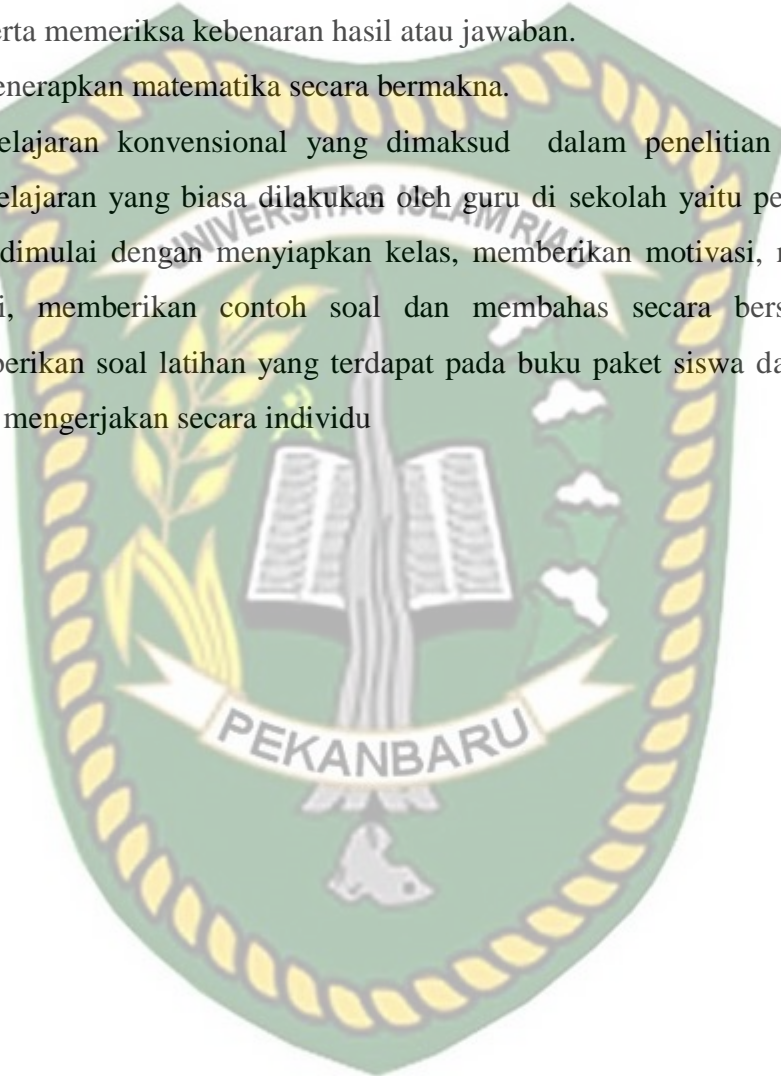 erta memeriksa kebenaran hasil atau jawaban.
enerapkan matematika secara bermakna.
elajaran konvensional yang dimaksud dalam penelitian
elajaran yang biasa dilakukan oleh guru di sekolah yaitu pe
dimulai dengan menyiapkan kelas, memberikan motivasi,
i, memberikan contoh soal dan membahas secara bers
berikan soal latihan yang terdapat pada buku paket siswa da
mengerjakan secara individu
UNIVERSITAS ISLAM RIAU
PEKANBARU